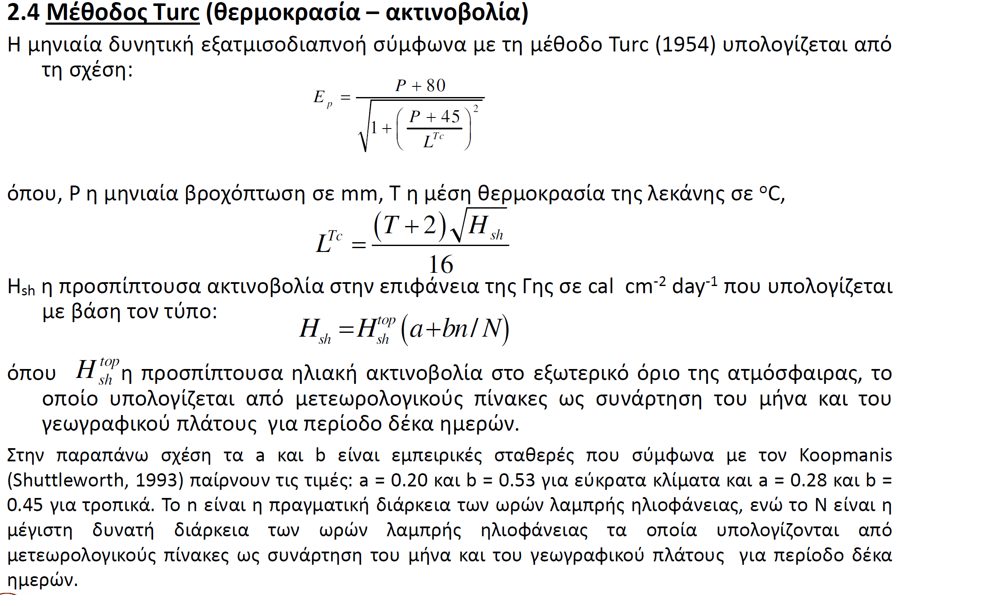 2.4 Μέθοδος Turc (θερμοκρασία – ακτινοβολία)
Η μηνιαία δυνητική εξατμισοδιαπνοή σύμφωνα με τη μέθοδο Turc (1954) υπολογίζεται από
τη σχέση:
E_p = \frac{P + 80}{\sqrt{1 + \left( \frac{P + 45}{L^{Tc}} \right)^2}}
όπου, P η μηνιαία βροχόπτωση σε mm, T η μέση θερμοκρασία της λεκάνης σε °C,
L^{Tc} = \frac{(T + 2)\sqrt{H_{sh}}}{16}
H_{sh} η προσπίπτουσα ακτινοβολία στην επιφάνεια της Γης σε cal cm⁻² day⁻¹ που υπολογίζεται
με βάση τον τύπο:
H_{sh} = H_{sh}^{top} (a+bn / N)
όπου H_{sh}^{top} η προσπίπτουσα ηλιακή ακτινοβολία στο εξωτερικό όριο της ατμόσφαιρας, το
οποίο υπολογίζεται από μετεωρολογικούς πίνακες ως συνάρτηση του μήνα και του
γεωγραφικού πλάτους για περίοδο δέκα ημερών.
Στην παραπάνω σχέση τα a και b είναι εμπειρικές σταθερές που σύμφωνα με τον Koopmanis
(Shuttleworth, 1993) παίρνουν τις τιμές: a = 0.20 και b = 0.53 για εύκρατα κλίματα και a = 0.28 και b =
0.45 για τροπικά. Το n είναι η πραγματική διάρκεια των ωρών λαμπρής ηλιοφάνειας, ενώ το N είναι η
μέγιστη δυνατή διάρκεια των ωρών λαμπρής ηλιοφάνειας τα οποία υπολογίζονται από
μετεωρολογικούς πίνακες ως συνάρτηση του μήνα και του γεωγραφικού πλάτους για περίοδο δέκα
ημερών.